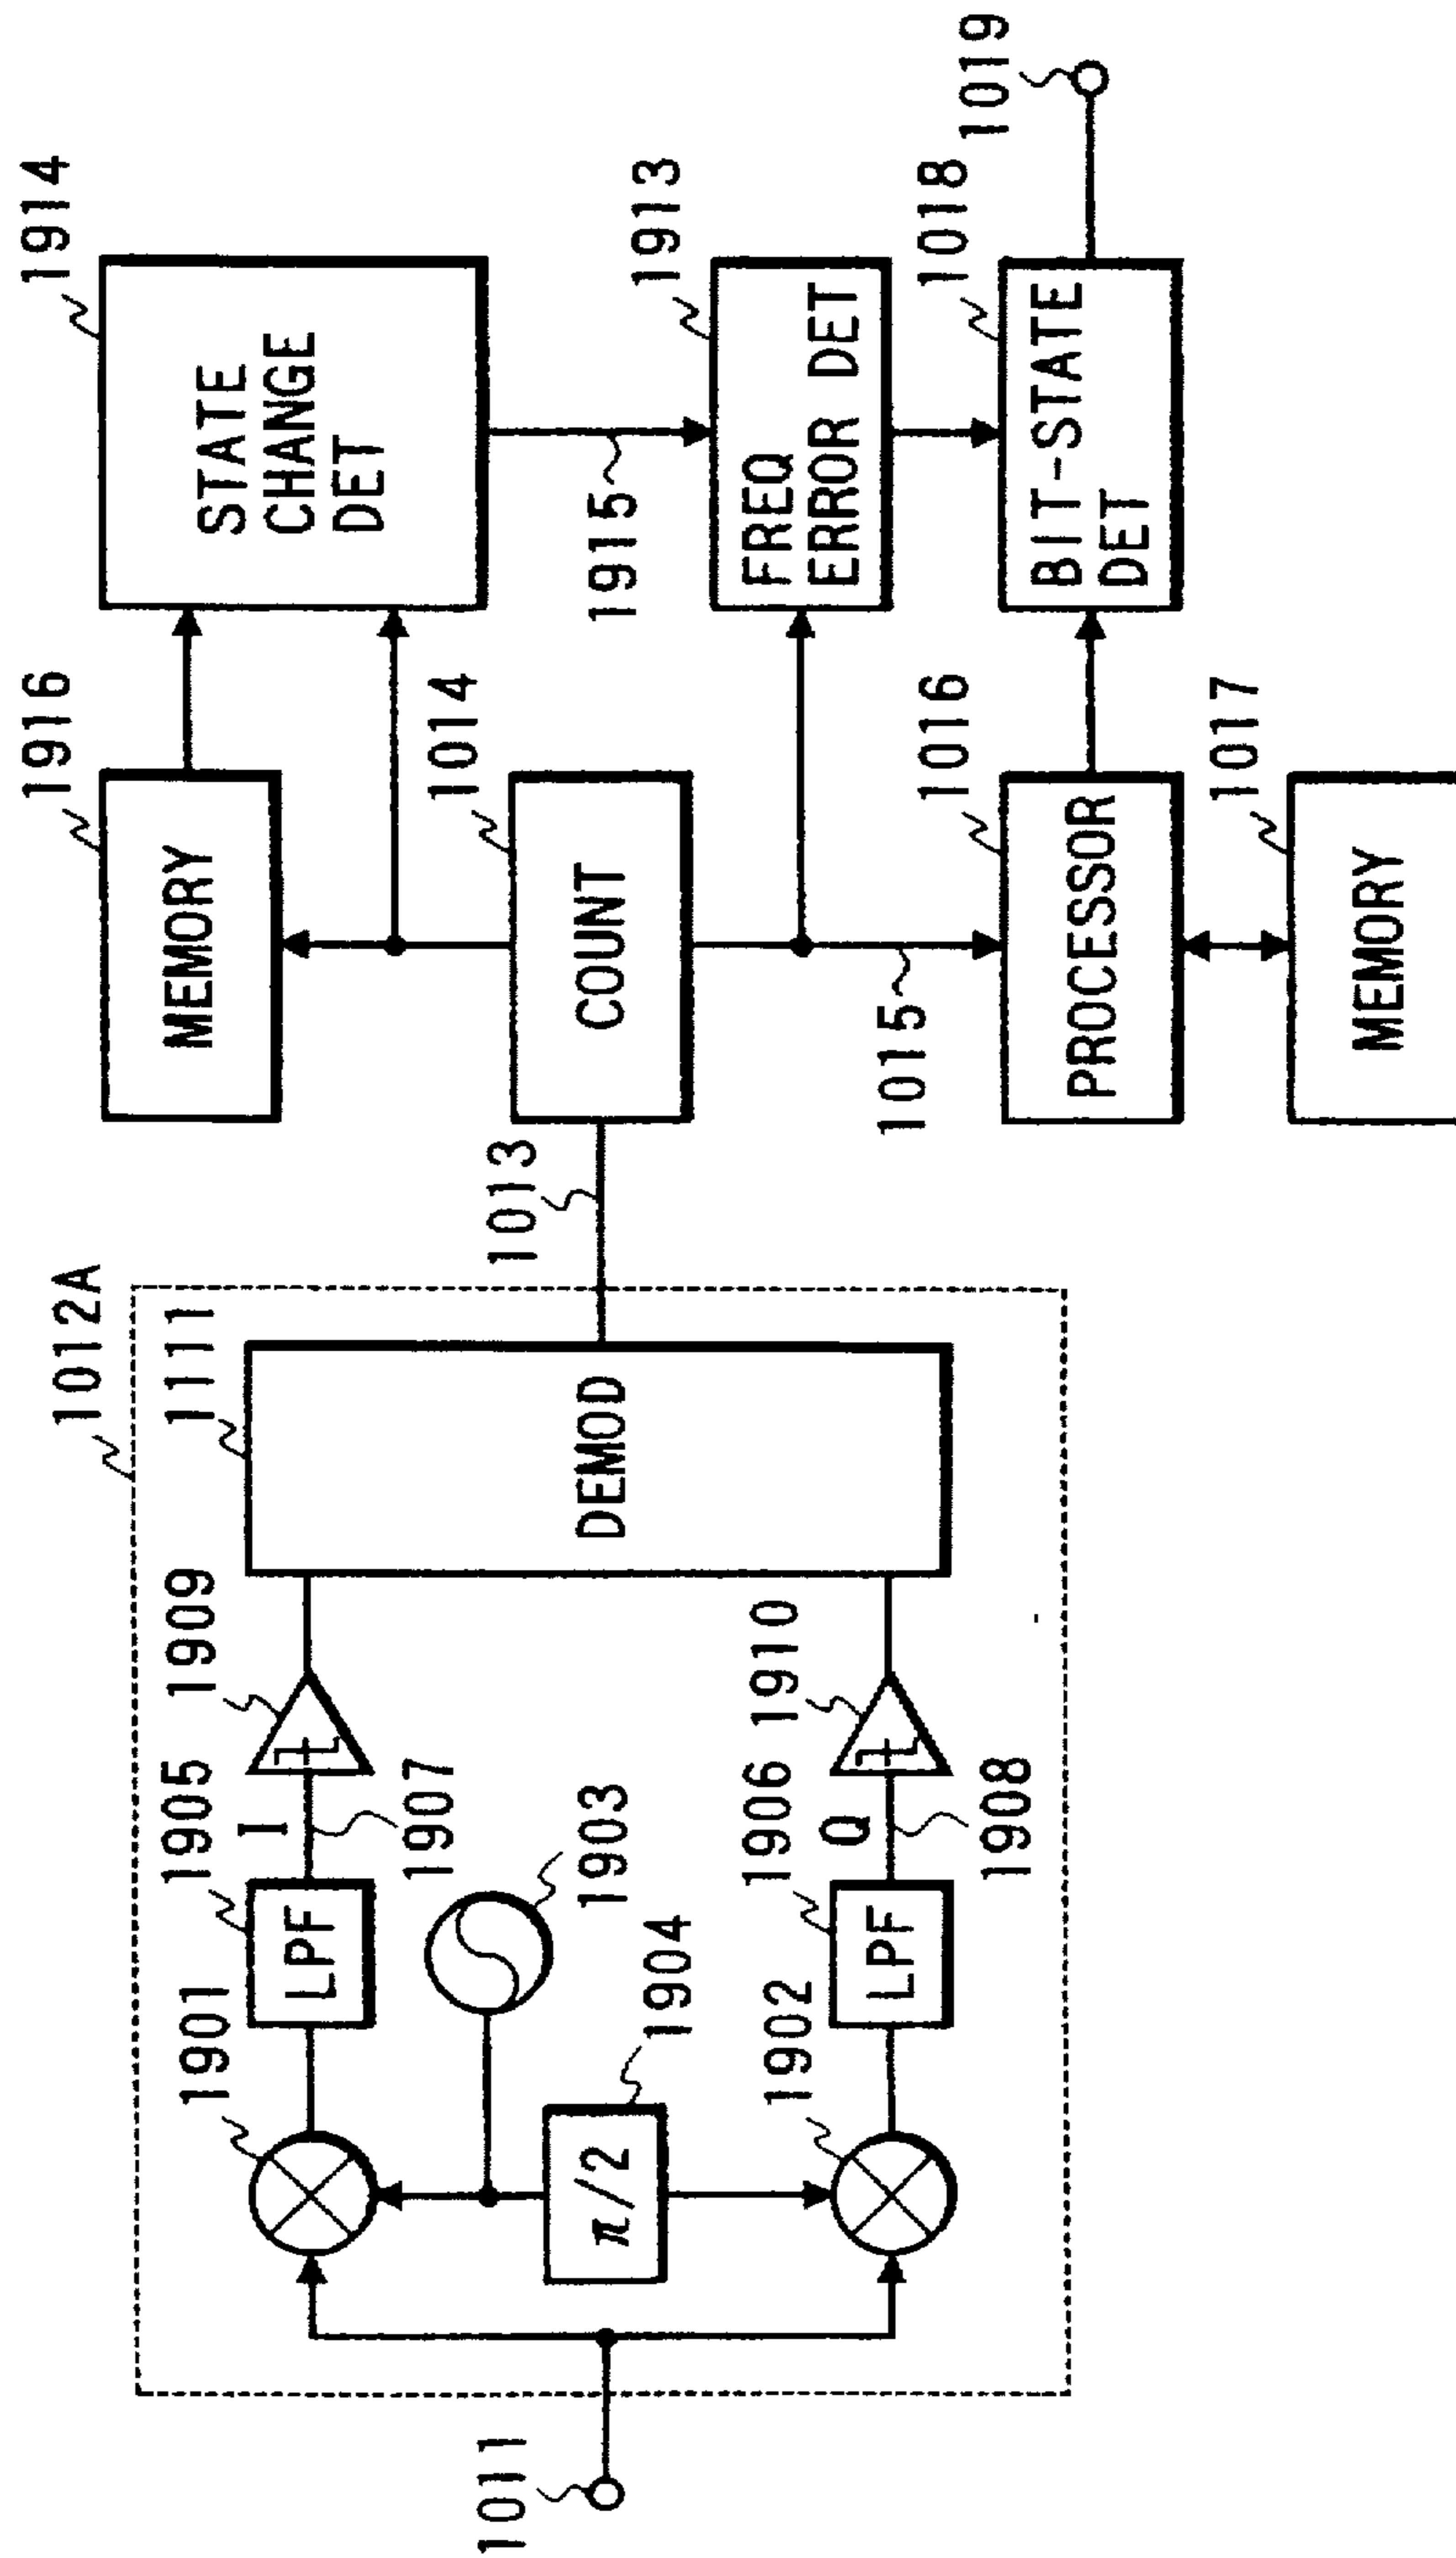 1012A
1011
1901
1905
I
1909
1111
LPF
1907
1903
DEMOD
π/2
1904
1902
1906
Q
1910
LPF
1908
1013
1916
MEMORY
1914
STATE
CHANGE
DET
1014
COUNT
1915
1913
FREQ
ERROR DET
1015
1016
PROCESSOR
1018
BIT-STATE
DET
1019
1017
MEMORY